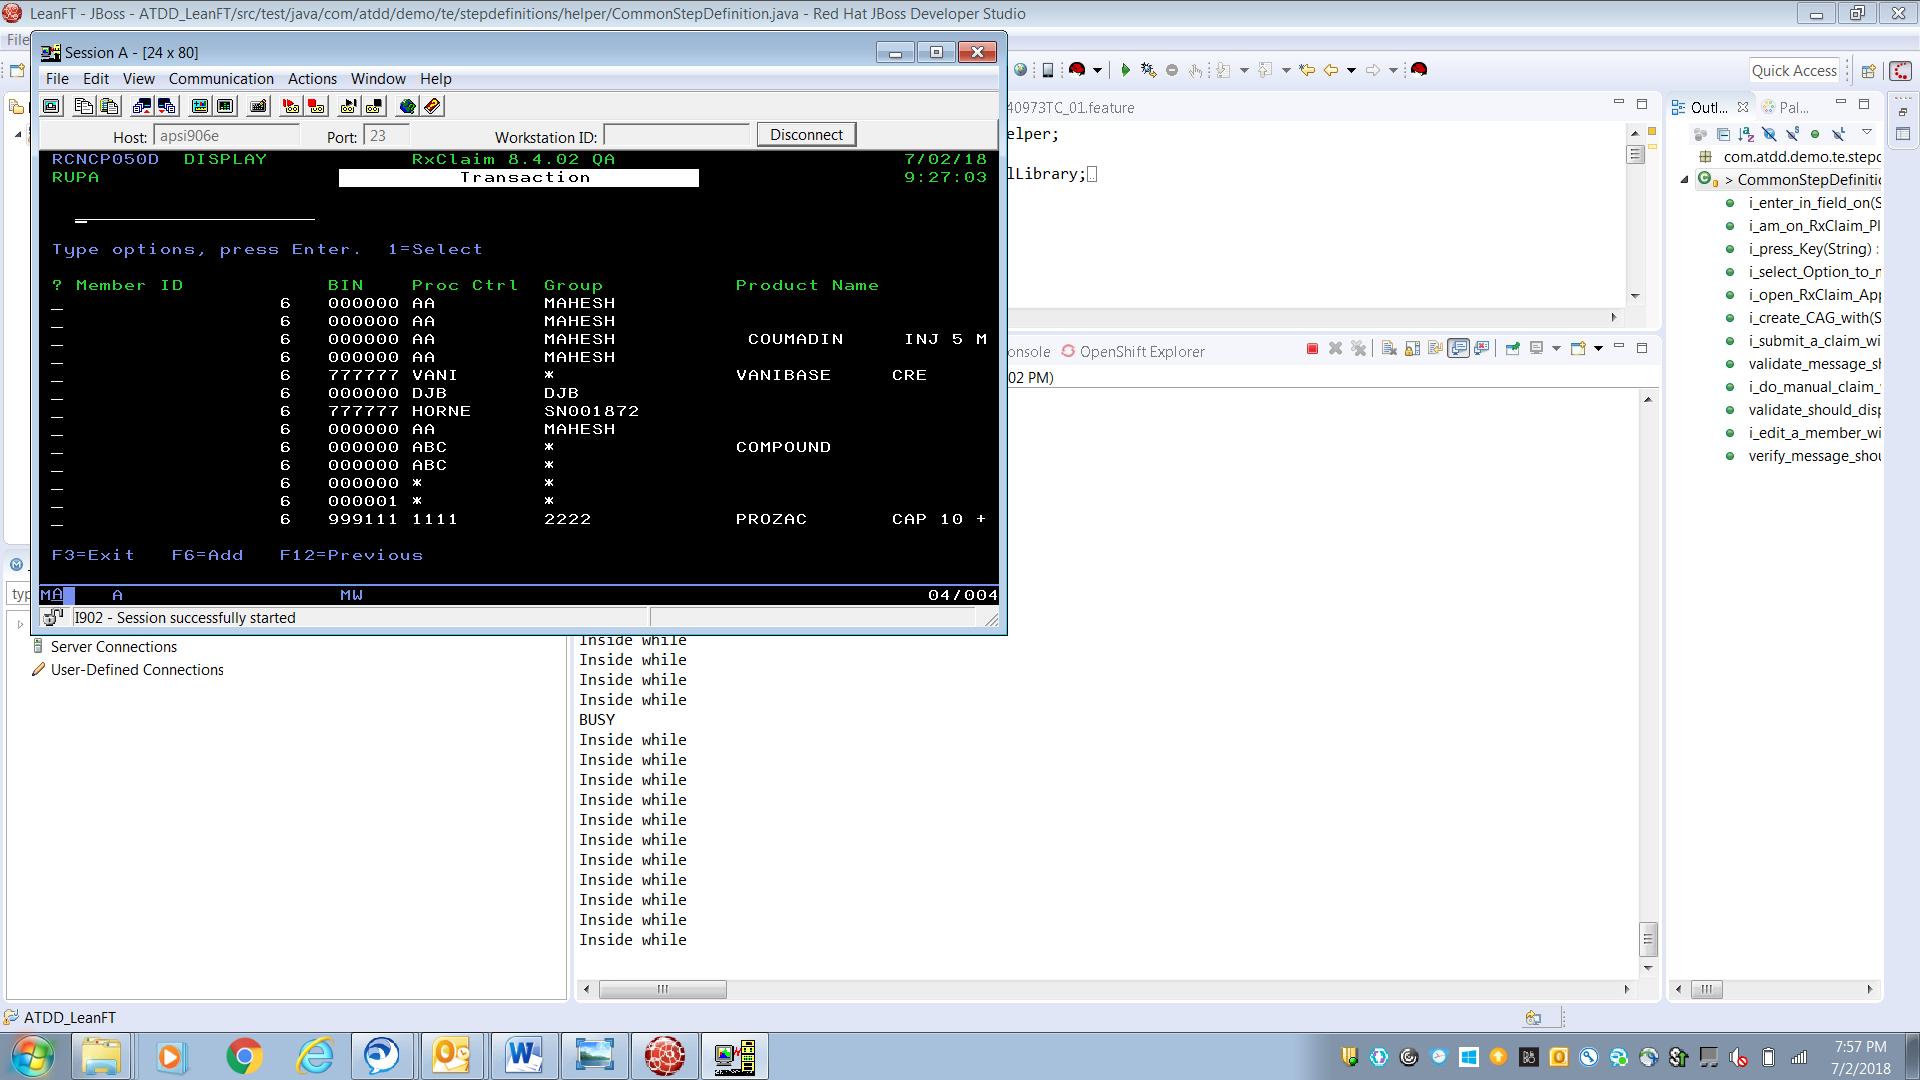 LeanFT - JBoss - ATDD_LeanFT/src/test/java/com/atdd/demo/te/stepdefinitions/helper/CommonStepDefinition.java - Red Hat JBoss Developer Studio
File
Session A - [24 x 80]
File Edit View Communication Actions Window Help
Quick Access
Host: apsi906e Port: 23 Workstation ID: Disconnect
RCNCP050D DISPLAY RxClaim 8.4.02 QA 7/02/18
RUPA Transaction 9:27:03
Type options, press Enter. 1=Select
? Member ID BIN Proc Ctrl Group Product Name
_ 6 000000 AA MAHESH
_ 6 000000 AA MAHESH
_ 6 000000 AA MAHESH COUMADIN INJ 5 M
_ 6 000000 AA MAHESH
_ 6 777777 VANI * VANIBASE CRE
_ 6 000000 DJB DJB
_ 6 777777 HORNE SN001872
_ 6 000000 AA MAHESH
_ 6 000000 ABC * COMPOUND
_ 6 000000 ABC *
_ 6 000000 * *
_ 6 000001 * *
_ 6 999111 1111 2222 PROZAC CAP 10 +
F3=Exit F6=Add F12=Previous
MA A MW 04/004
I902 - Session successfully started
40973TC_01.feature
elper;
lLibrary;
onsole OpenShift Explorer
02 PM)
Outl... Pal...
com.atdd.demo.te.stepc
> CommonStepDefinitic
i_enter_in_field_on(S
i_am_on_RxClaim_Pl
i_press_Key(String) :
i_select_Option_to_n
i_open_RxClaim_App
i_create_CAG_with(S
i_submit_a_claim_wi
validate_message_sh
i_do_manual_claim_
validate_should_disp
i_edit_a_member_wi
verify_message_shou
typ
Server Connections
User-Defined Connections
Inside while
Inside while
Inside while
Inside while
BUSY
Inside while
Inside while
Inside while
Inside while
Inside while
Inside while
Inside while
Inside while
Inside while
Inside while
Inside while
ATDD_LeanFT
7:57 PM
7/2/2018